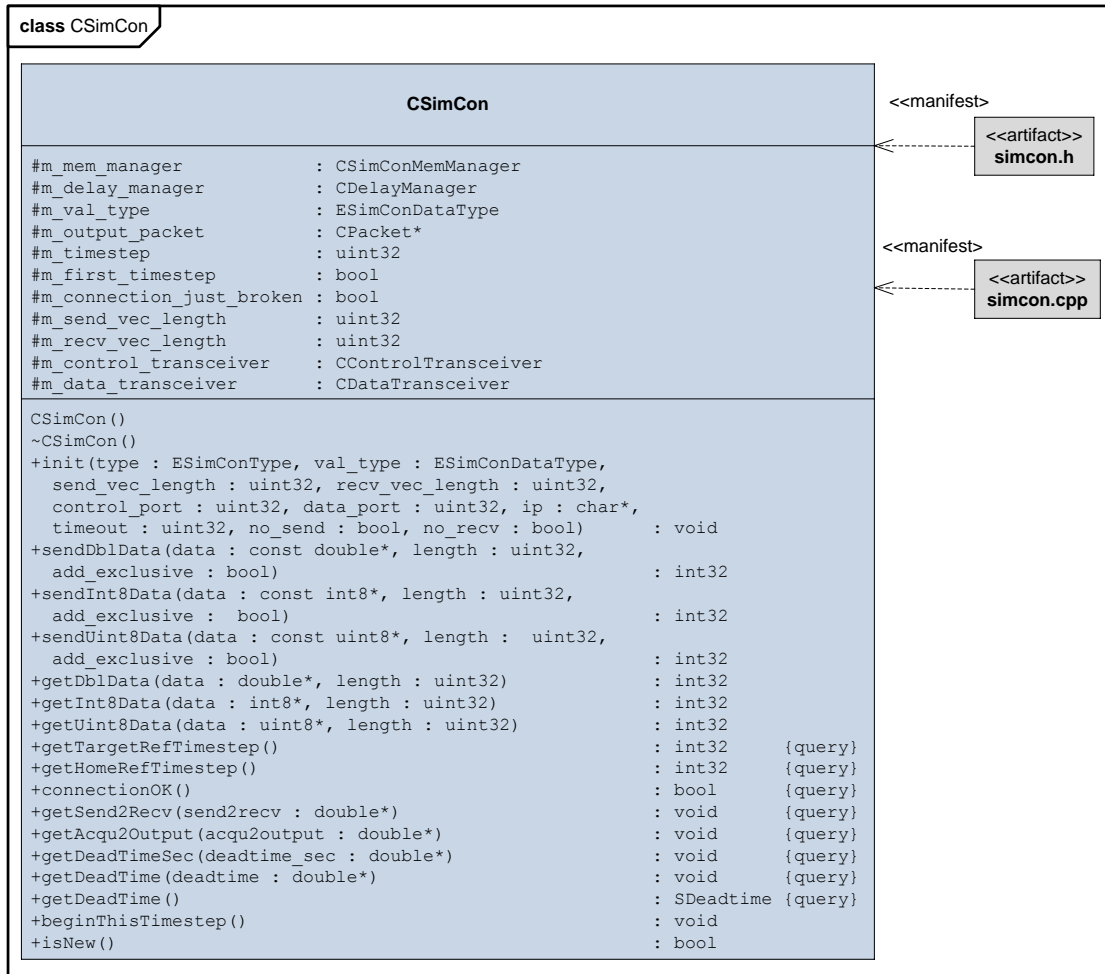 class CSimCon
CSimCon
<<manifest>
<<artifact>>
simcon.h
#m_mem_manager : CSimConMemManager
#m_delay_manager : CDelayManager
#m_val_type : ESimConDataType
#m_output_packet : CPacket*
#m_timestep : uint32
<<manifest>
#m_first_timestep : bool
<<artifact>>
simcon.cpp
#m_connection_just_broken : bool
#m_send_vec_length : uint32
#m_recv_vec_length : uint32
#m_control_transceiver : CControlTransceiver
#m_data_transceiver : CDataTransceiver
CSimCon()
~CSimCon()
+init(type : ESimConType, val_type : ESimConDataType,
send_vec_length : uint32, recv_vec_length : uint32,
control_port : uint32, data_port : uint32, ip : char*,
timeout : uint32, no_send : bool, no_recv : bool) : void
+sendDblData(data : const double*, length : uint32,
add_exclusive : bool) : int32
+sendInt8Data(data : const int8*, length : uint32,
add_exclusive : bool) : int32
+sendUint8Data(data : const uint8*, length : uint32,
add_exclusive : bool) : int32
+getDblData(data : double*, length : uint32) : int32
+getInt8Data(data : int8*, length : uint32) : int32
+getUint8Data(data : uint8*, length : uint32) : int32
+getTargetRefTimestep() : int32 {query}
+getHomeRefTimestep() : int32 {query}
+connectionOK() : bool {query}
+getSend2Recv(send2recv : double*) : void {query}
+getAcqu2Output(acqu2output : double*) : void {query}
+getDeadTimeSec(deadtime_sec : double*) : void {query}
+getDeadTime(deadtime : double*) : void {query}
+getDeadTime() : SDeadtime {query}
+beginThisTimestep() : void
+isNew() : bool